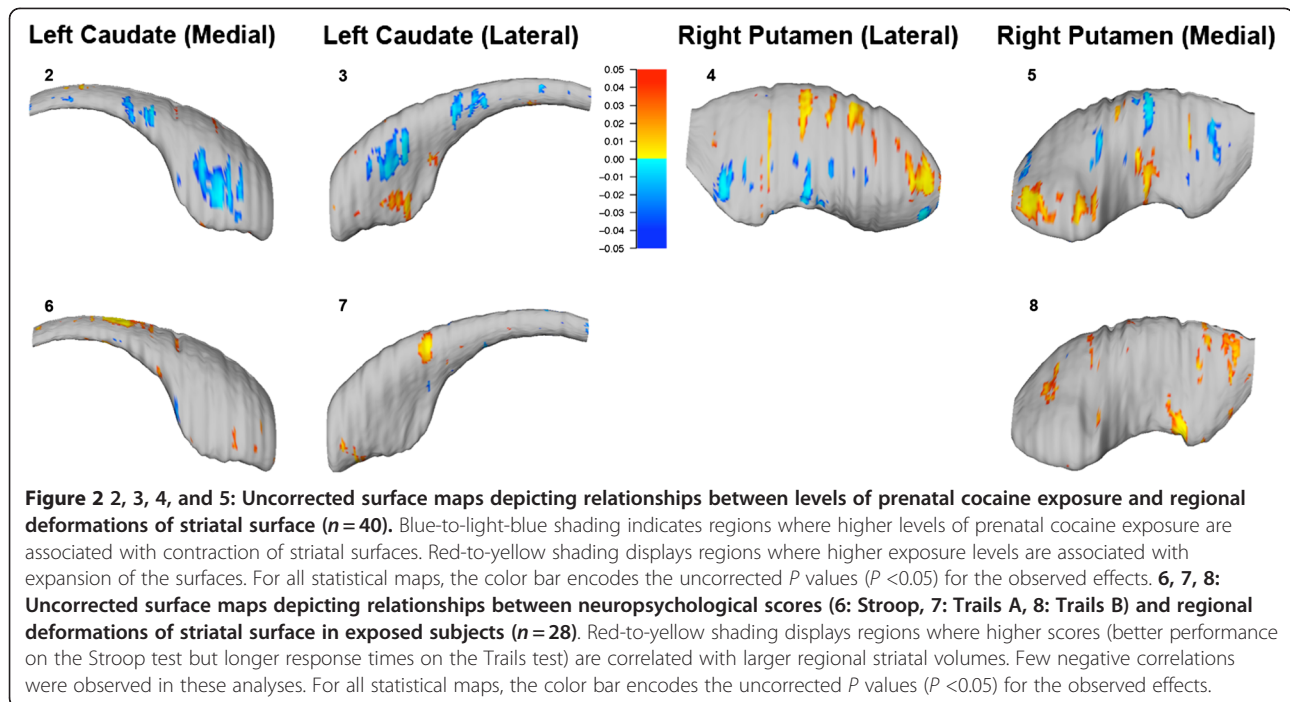 Left Caudate (Medial) Left Caudate (Lateral) Right Putamen (Lateral) Right Putamen (Medial)
2 3 4 5
0.05
0.04
0.03
0.02
0.01
0.00
−0.01
−0.02
−0.03
−0.04
−0.05
6 7 8
Figure 2 2, 3, 4, and 5: Uncorrected surface maps depicting relationships between levels of prenatal cocaine exposure and regional
deformations of striatal surface (n = 40). Blue-to-light-blue shading indicates regions where higher levels of prenatal cocaine exposure are
associated with contraction of striatal surfaces. Red-to-yellow shading displays regions where higher exposure levels are associated with
expansion of the surfaces. For all statistical maps, the color bar encodes the uncorrected P values (P <0.05) for the observed effects. 6, 7, 8:
Uncorrected surface maps depicting relationships between neuropsychological scores (6: Stroop, 7: Trails A, 8: Trails B) and regional
deformations of striatal surface in exposed subjects (n = 28). Red-to-yellow shading displays regions where higher scores (better performance
on the Stroop test but longer response times on the Trails test) are correlated with larger regional striatal volumes. Few negative correlations
were observed in these analyses. For all statistical maps, the color bar encodes the uncorrected P values (P <0.05) for the observed effects.